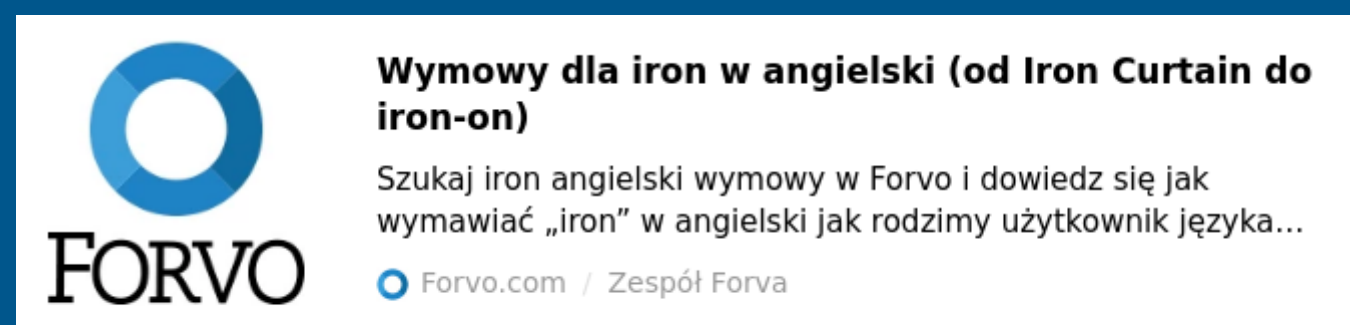 FORVO
Wymowy dla iron w angielski (od Iron Curtain do
iron-on)
Szukaj iron angielski wymowy w Forvo i dowiedz się jak
wymawiać „iron” w angielski jak rodzimy użytkownik języka...
Forvo.com / Zespół Forva